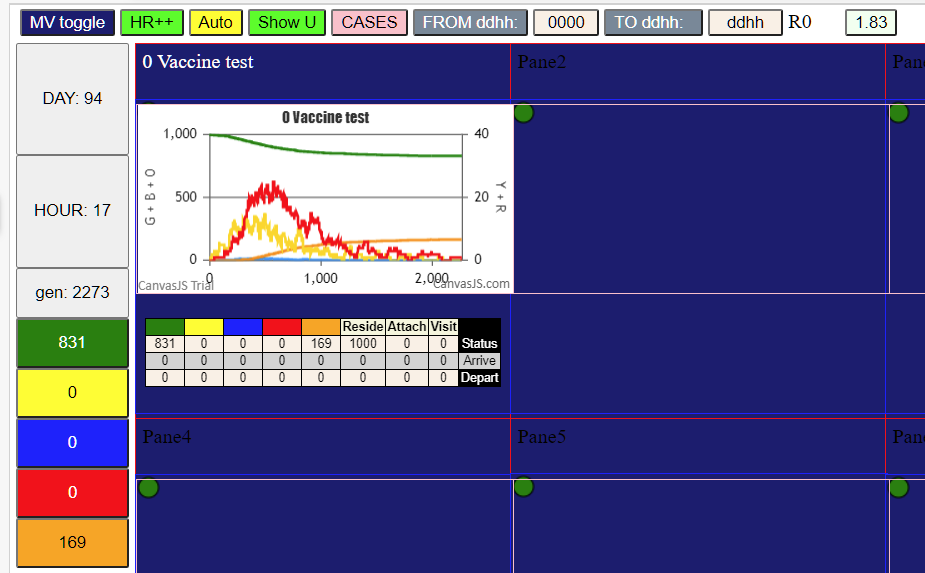 MV toggle HR++ Auto Show U CASES FROM ddhh: 0000 TO ddhh: ddhh R0 1.83
DAY: 94
HOUR: 17
gen: 2273
831
0
0
0
169
0 Vaccine test
Pane2
Pan
0 Vaccine test
1,000
500
0
G + B + O
40
20
0
Y + R
0 1,000 2,000
CanvasJS Trial
CanvasJS.com
Reside Attach Visit
831 0 0 0 169 1000 0 0 Status
0 0 0 0 0 0 0 0 Arrive
0 0 0 0 0 0 0 0 Depart
Pane4
Pane5
Pan